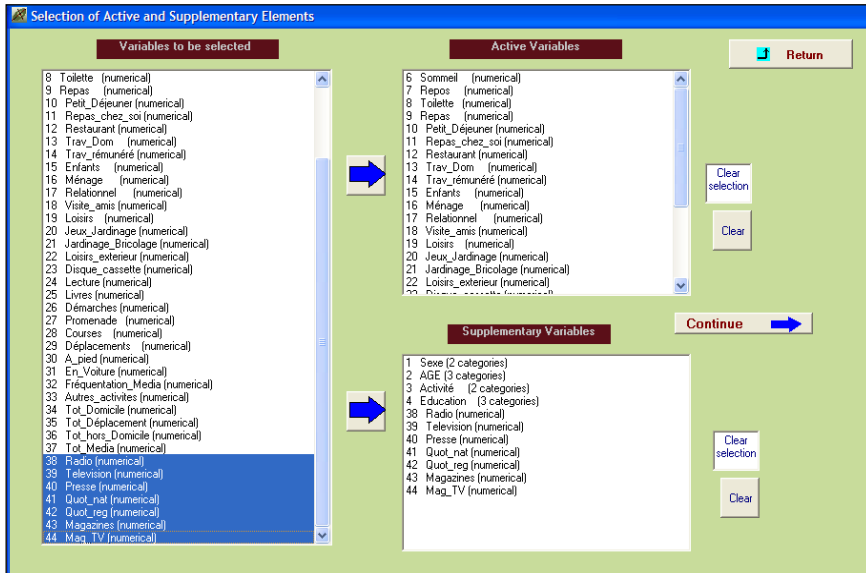 Selection of Active and Supplementary Elements
Variables to be selected
8 Toilette (numerical)
9 Repas (numerical)
10 Petit_Déjeuner (numerical)
11 Repas_chez_soi (numerical)
12 Restaurant (numerical)
13 Trav_Dom (numerical)
14 Trav_rémunéré (numerical)
15 Enfants (numerical)
16 Ménage (numerical)
17 Relationnel (numerical)
18 Visite_amis (numerical)
19 Loisirs (numerical)
20 Jeux_Jardinage (numerical)
21 Jardinage_Bricolage (numerical)
22 Loisirs_exterieur (numerical)
23 Disque_cassette (numerical)
24 Lecture (numerical)
25 Livres (numerical)
26 Démarches (numerical)
27 Promenade (numerical)
28 Courses (numerical)
29 Déplacements (numerical)
30 A_pied (numerical)
31 En_Voiture (numerical)
32 Fréquentation_Media (numerical)
33 Autres_activites (numerical)
34 Tot_Domicile (numerical)
35 Tot_Déplacement (numerical)
36 Tot_hors_Domicile (numerical)
37 Tot_Media (numerical)
38 Radio (numerical)
39 Television (numerical)
40 Presse (numerical)
41 Quot_nat (numerical)
42 Quot_reg (numerical)
43 Magazines (numerical)
44 Mag_TV (numerical)
Active Variables
6 Sommeil (numerical)
7 Repos (numerical)
8 Toilette (numerical)
9 Repas (numerical)
10 Petit_Déjeuner (numerical)
11 Repas_chez_soi (numerical)
12 Restaurant (numerical)
13 Trav_Dom (numerical)
14 Trav_rémunéré (numerical)
15 Enfants (numerical)
16 Ménage (numerical)
17 Relationnel (numerical)
18 Visite_amis (numerical)
19 Loisirs (numerical)
20 Jeux_Jardinage (numerical)
21 Jardinage_Bricolage (numerical)
22 Loisirs_exterieur (numerical)
23 Disque_cassette (numerical)
Return
Clear
selection
Clear
Continue
Supplementary Variables
1 Sexe (2 categories)
2 AGE (3 categories)
3 Activité (2 categories)
4 Education (3 categories)
38 Radio (numerical)
39 Television (numerical)
40 Presse (numerical)
41 Quot_nat (numerical)
42 Quot_reg (numerical)
43 Magazines (numerical)
44 Mag_TV (numerical)
Clear
selection
Clear